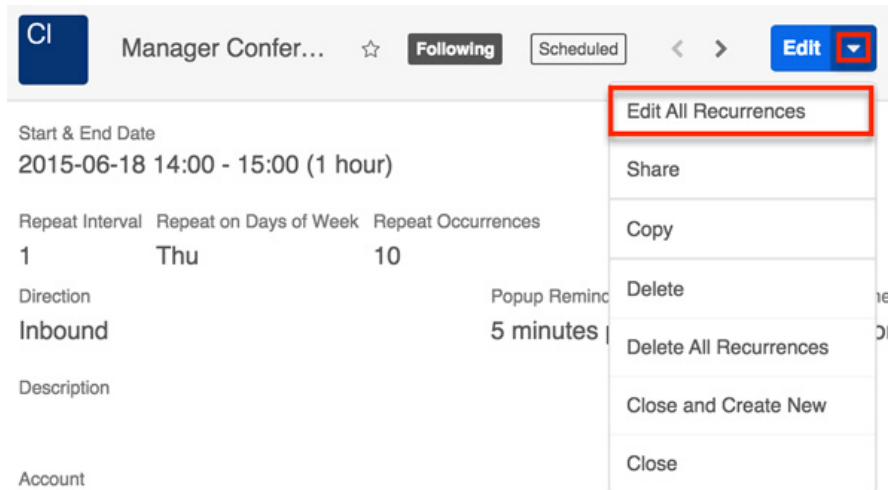 Cl
Manager Confer...
Following
Scheduled
Edit
Edit All Recurrences
Start & End Date
2015-06-18 14:00 - 15:00 (1 hour)
Share
Repeat Interval Repeat on Days of Week Repeat Occurrences
Copy
1 Thu 10
Direction
Popup Reminc
Delete
Inbound
5 minutes
Delete All Recurrences
Description
Close and Create New
Close
Account